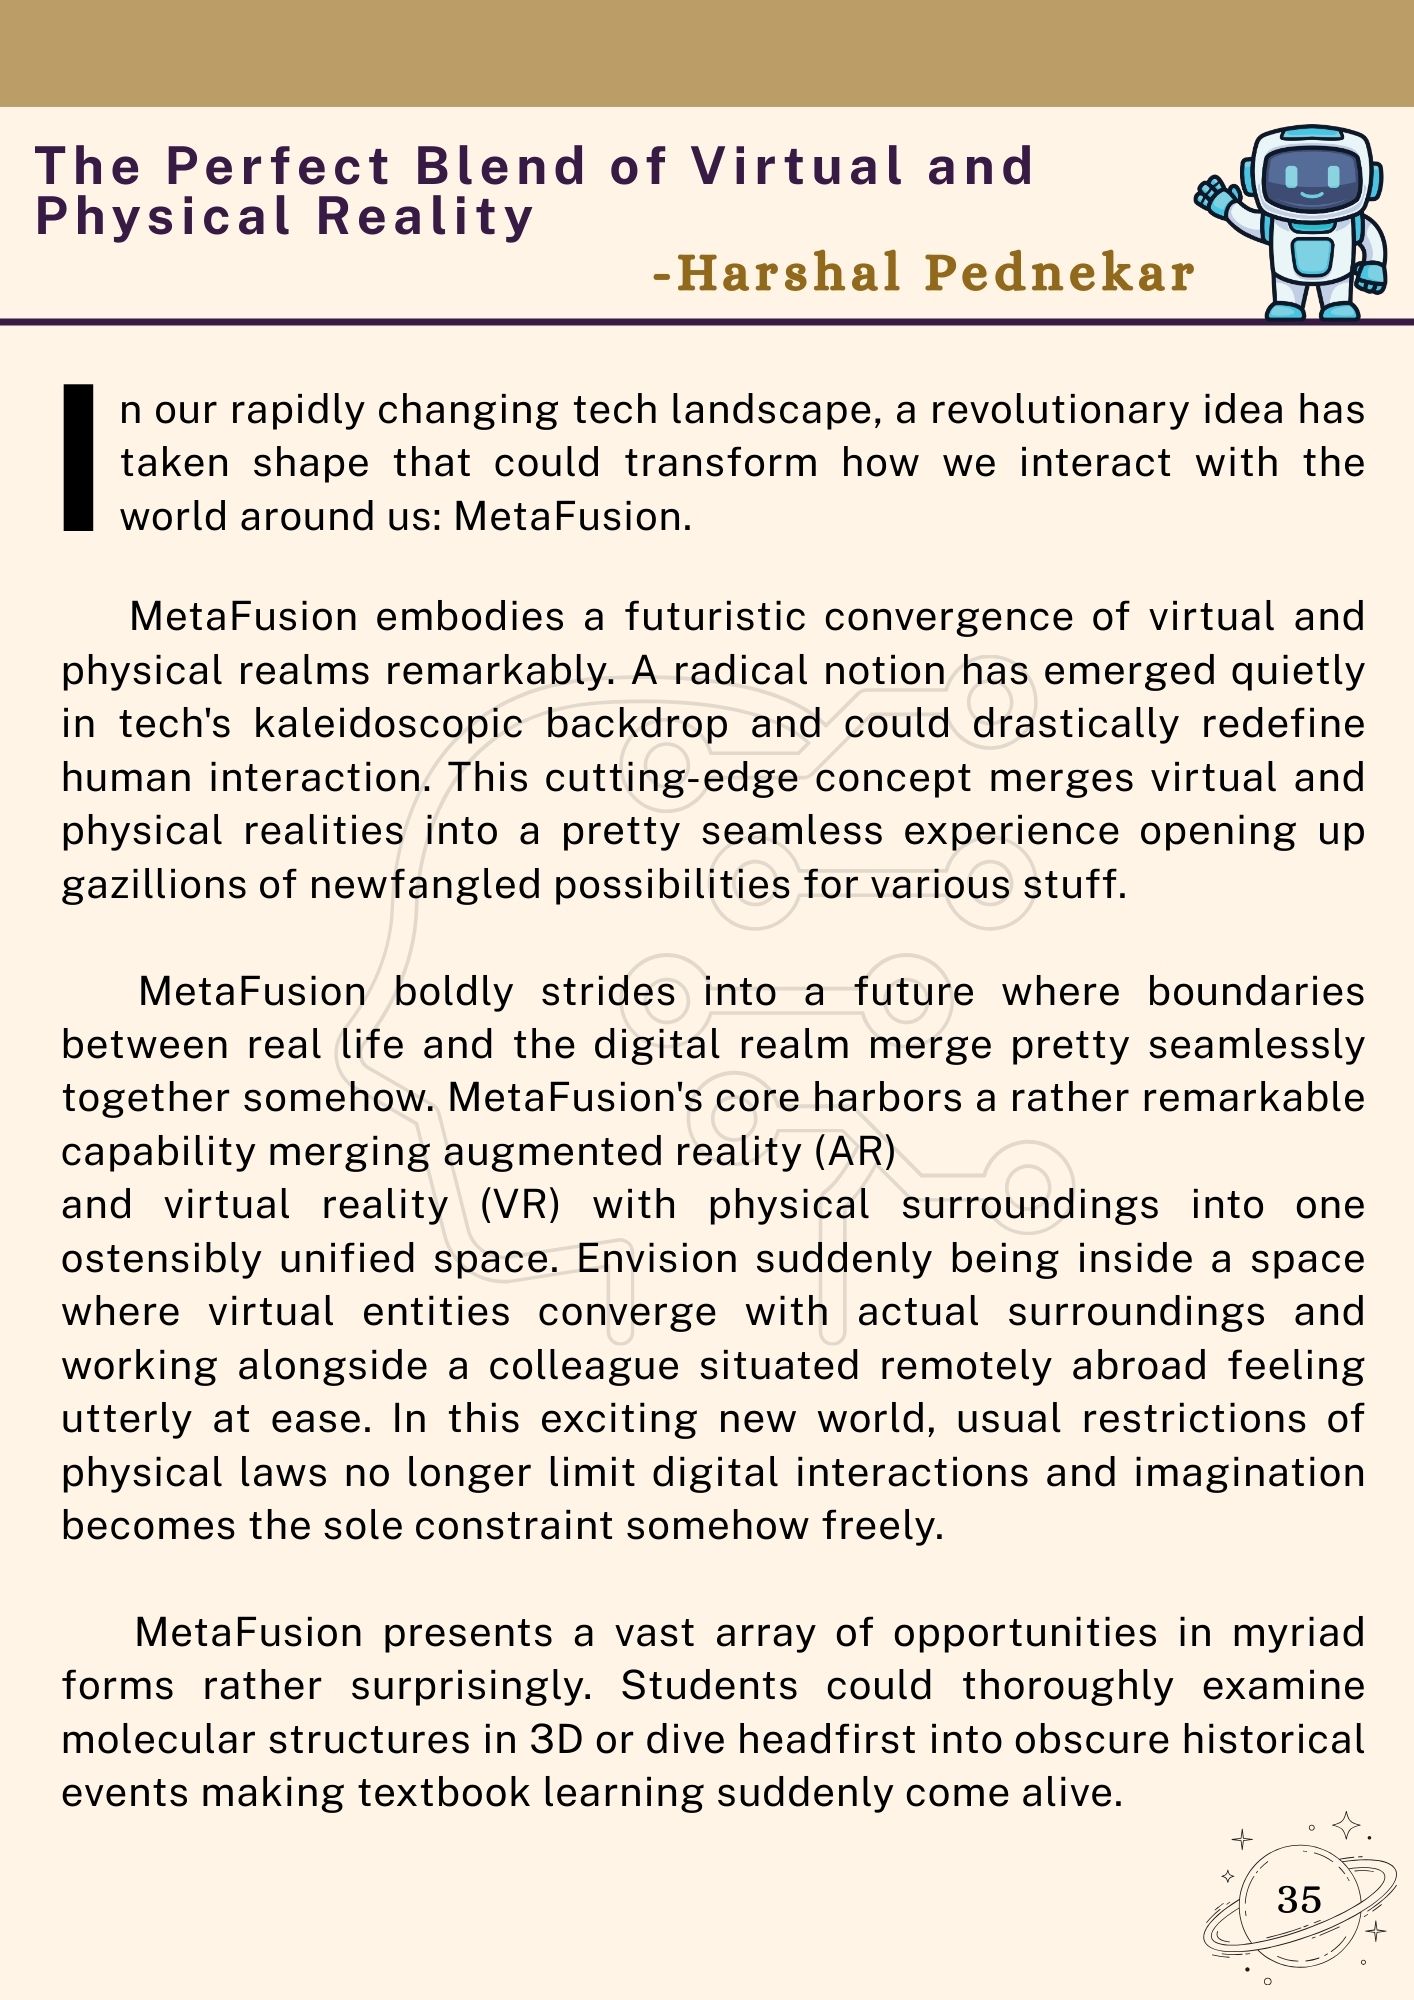 The Perfect Blend of Virtual and
Physical Reality
-Harshal Pednekar
In our rapidly changing tech landscape, a revolutionary idea has
taken shape that could transform how we interact with the
world around us: MetaFusion.
MetaFusion embodies a futuristic convergence of virtual and
physical realms remarkably. A radical notion has emerged quietly
in tech's kaleidoscopic backdrop and could drastically redefine
human interaction. This cutting-edge concept merges virtual and
physical realities into a pretty seamless experience opening up
gazillions of newfangled possibilities for various stuff.
MetaFusion boldly strides into a future where boundaries
between real life and the digital realm merge pretty seamlessly
together somehow. MetaFusion's core harbors a rather remarkable
capability merging augmented reality (AR)
and virtual reality (VR) with physical surroundings into one
ostensibly unified space. Envision suddenly being inside a space
where virtual entities converge with actual surroundings and
working alongside a colleague situated remotely abroad feeling
utterly at ease. In this exciting new world, usual restrictions of
physical laws no longer limit digital interactions and imagination
becomes the sole constraint somehow freely.
MetaFusion presents a vast array of opportunities in myriad
forms rather surprisingly. Students could thoroughly examine
molecular structures in 3D or dive headfirst into obscure historical
events making textbook learning suddenly come alive.
35